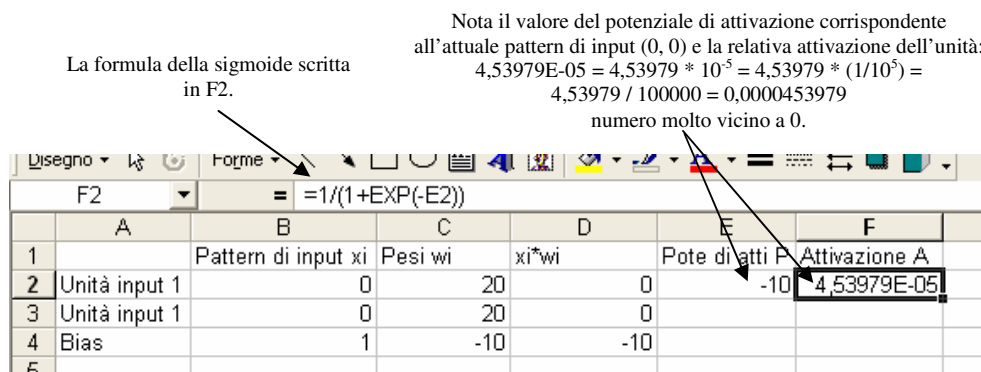 Nota il valore del potenziale di attivazione corrispondente
all'attuale pattern di input (0, 0) e la relativa attivazione dell'unità:
4,53979E-05 = 4,53979 * 10-5 = 4,53979 * (1/105) =
4,53979 / 100000 = 0,0000453979
numero molto vicino a 0.
La formula della sigmoide scritta
in F2.
Disegno Forme
F2 = =1/(1+EXP(-E2))
A B C D E F
1 Pattern di input xi Pesi wi xi*wi Pote di atti P Attivazione A
2 Unità input 1 0 20 0 -10 4,53979E-05
3 Unità input 1 0 20 0
4 Bias 1 -10 -10
5